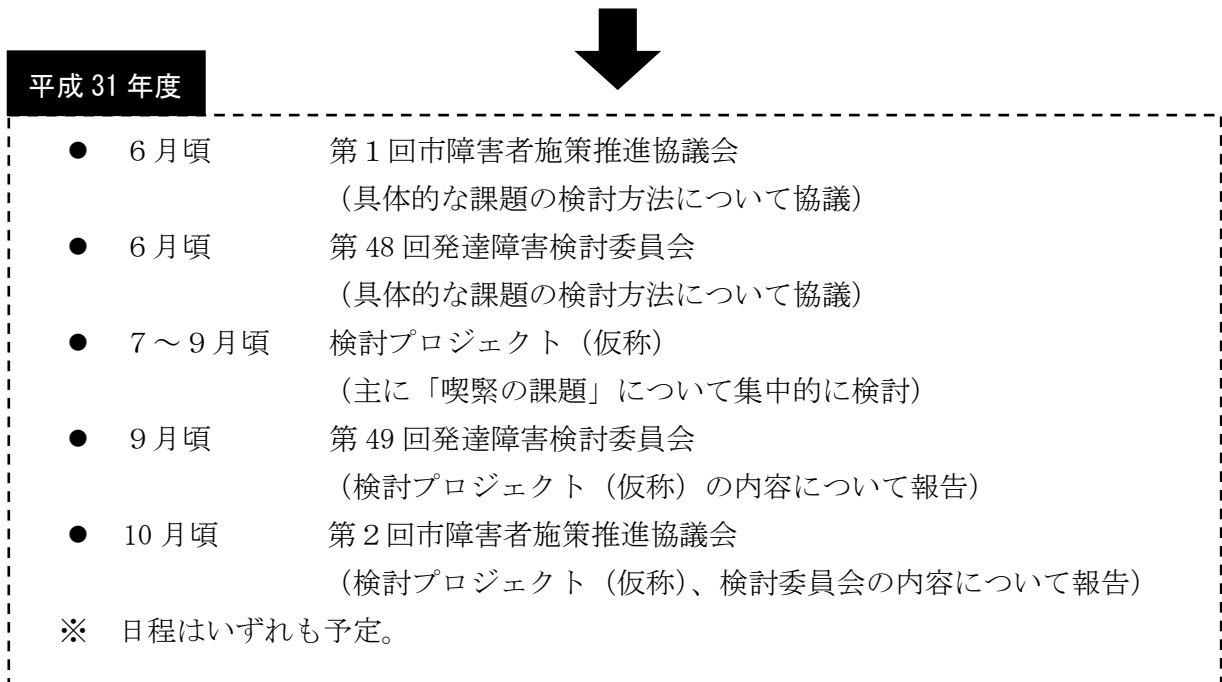 平成 31 年度
● 6月頃 第1回市障害者施策推進協議会
（具体的な課題の検討方法について協議）
● 6月頃 第 48 回発達障害検討委員会
（具体的な課題の検討方法について協議）
● 7～9月頃 検討プロジェクト（仮称）
（主に「喫緊の課題」について集中的に検討）
● 9月頃 第 49 回発達障害検討委員会
（検討プロジェクト（仮称）の内容について報告）
● 10 月頃 第2回市障害者施策推進協議会
（検討プロジェクト（仮称）、検討委員会の内容について報告）
※ 日程はいずれも予定。